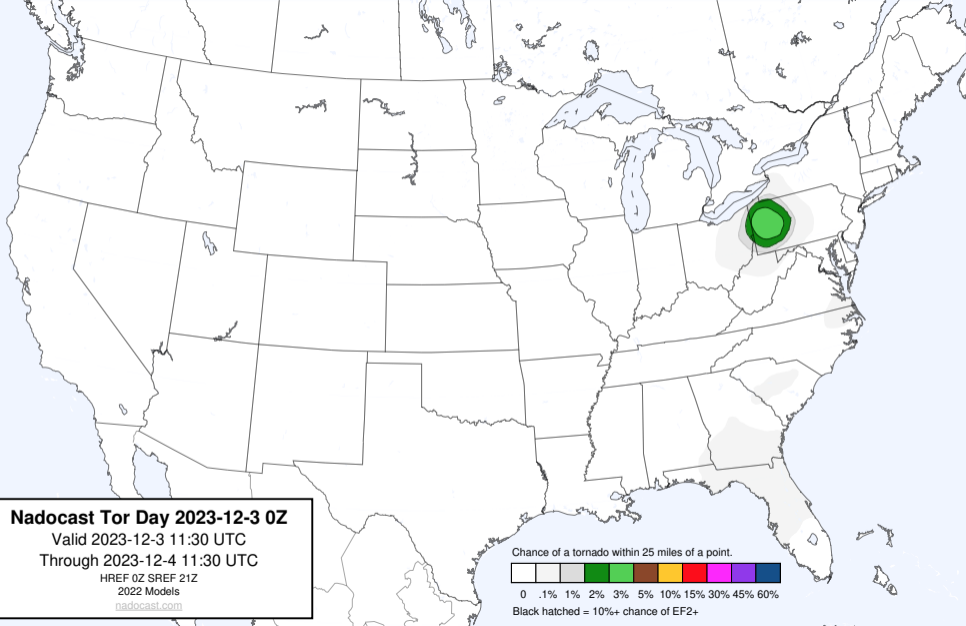 Nadocast Tor Day 2023-12-3 0Z
Valid 2023-12-3 11:30 UTC
Through 2023-12-4 11:30 UTC
HREF 0Z SREF 21Z
2022 Models
nadocast.com
Chance of a tornado within 25 miles of a point.
0 .1% 1% 2% 3% 5% 10% 15% 30% 45% 60%
Black hatched = 10%+ chance of EF2+